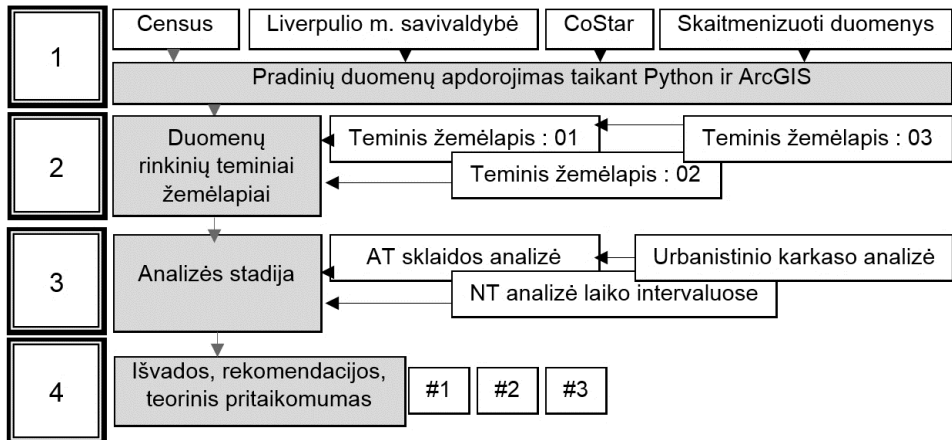 1
Census
Liverpulio m. savivaldybė
CoStar
Skaitmenizuoti duomenys
Pradinių duomenų apdorojimas taikant Python ir ArcGIS
2
Duomenų
rinkinių teminiai
žemėlapiai
Teminis žemėlapis : 01
Teminis žemėlapis : 03
Teminis žemėlapis : 02
3
Analizės stadija
AT sklaidos analizė
Urbanistinio karkaso analizė
NT analizė laiko intervaluose
4
Išvados, rekomendacijos,
teorinis pritaikomumas
#1
#2
#3